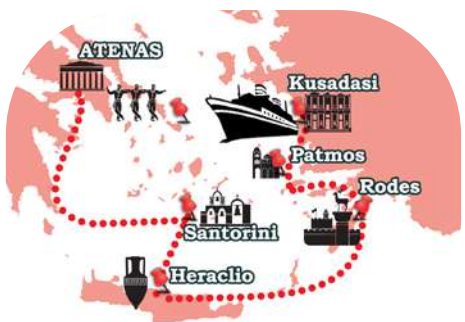 ATENAS
Kusadasi
Patmos
Rodes
Santorini
Heraclio